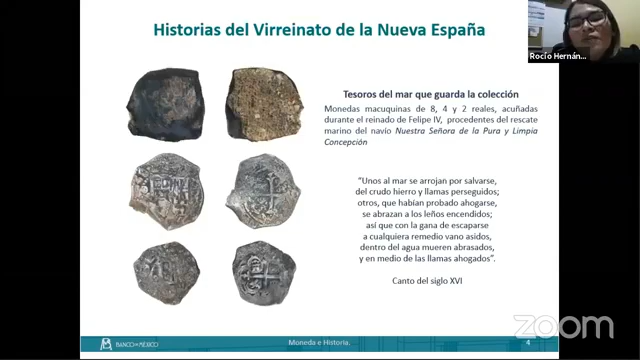 Historias del Virreinato de la Nueva España
Rocío Hernán...
Tesoros del mar que guarda la colección
Monedas macuquinas de 8, 4 y 2 reales, acuñadas
durante el reinado de Felipe IV, procedentes del rescate
marino del navío Nuestra Señora de la Pura y Limpia
Concepción
“Unos al mar se arrojan por salvarse,
del crudo hierro y llamas perseguidos;
otros, que habían probado ahogarse,
se abrazan a los leños encendidos;
así que con la gana de escaparse
a cualquiera remedio vano asidos,
dentro del agua mueren abrasados,
y en medio de las llamas ahogados”.
Canto del siglo XVI
BANCO DE MÉXICO
Moneda e Historia.
4
zoom